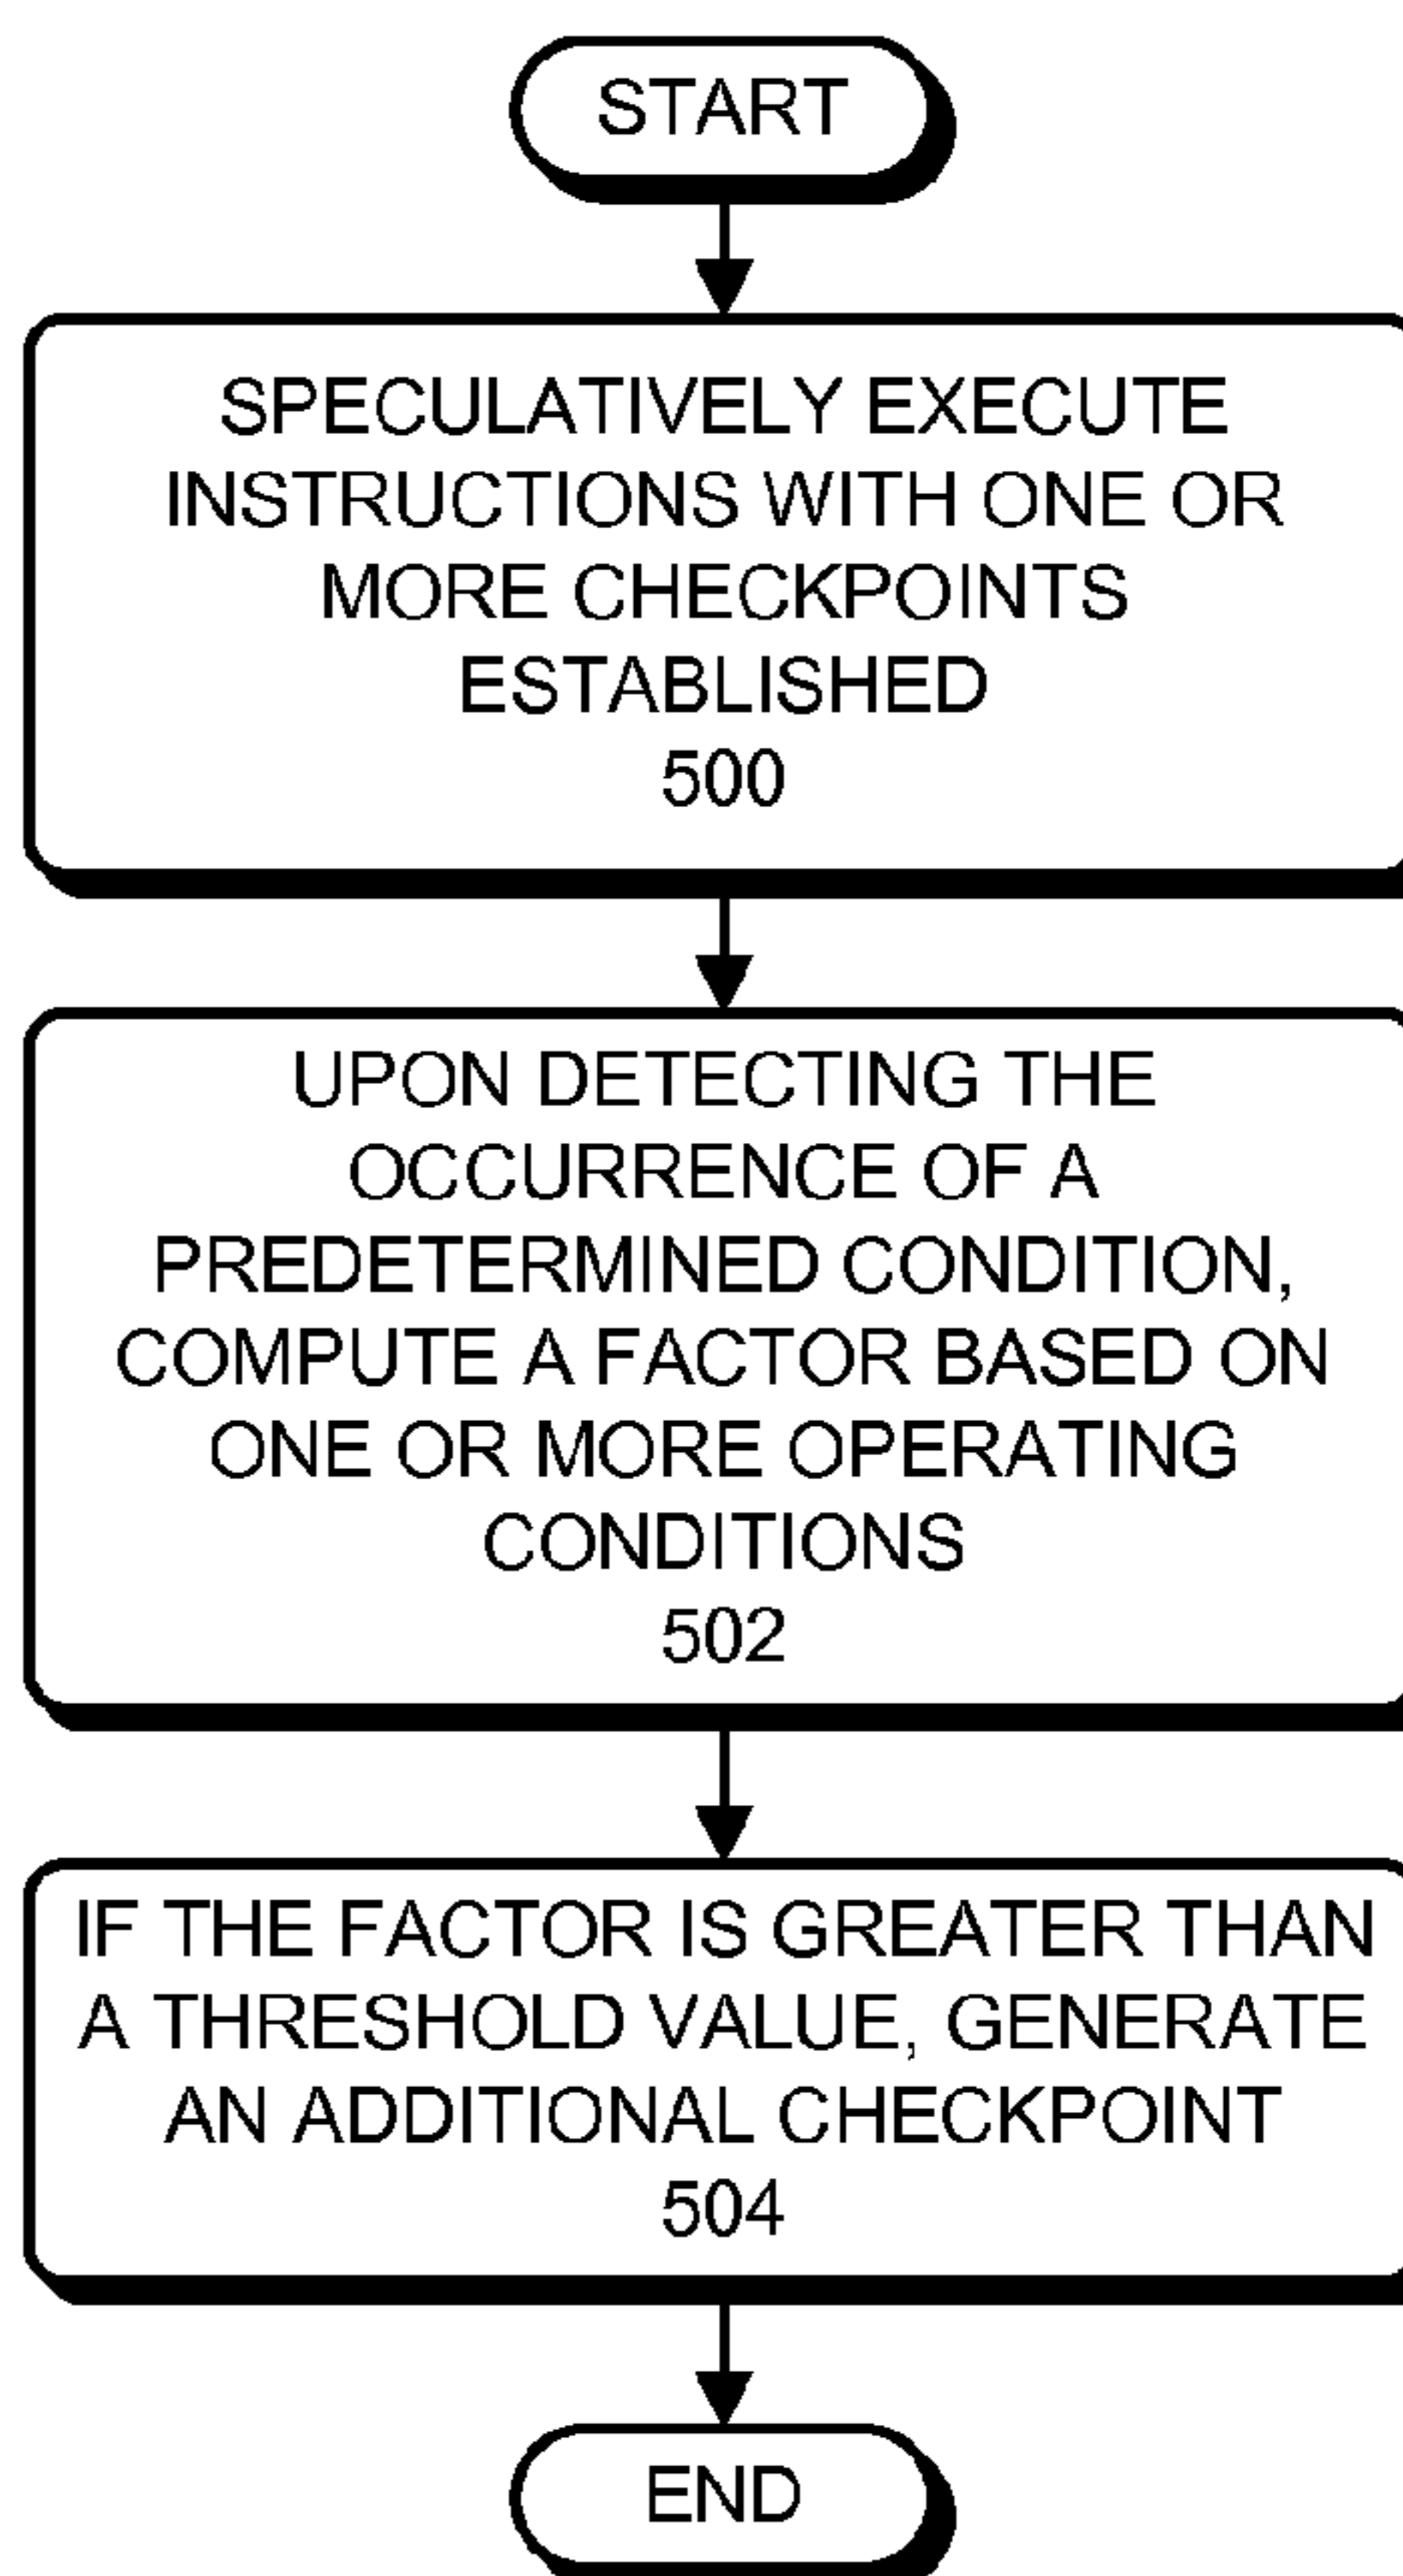 START
SPECULATIVELY EXECUTE
INSTRUCTIONS WITH ONE OR
MORE CHECKPOINTS
ESTABLISHED
500
UPON DETECTING THE
OCCURRENCE OF A
PREDETERMINED CONDITION,
COMPUTE A FACTOR BASED ON
ONE OR MORE OPERATING
CONDITIONS
502
IF THE FACTOR IS GREATER THAN
A THRESHOLD VALUE, GENERATE
AN ADDITIONAL CHECKPOINT
504
END